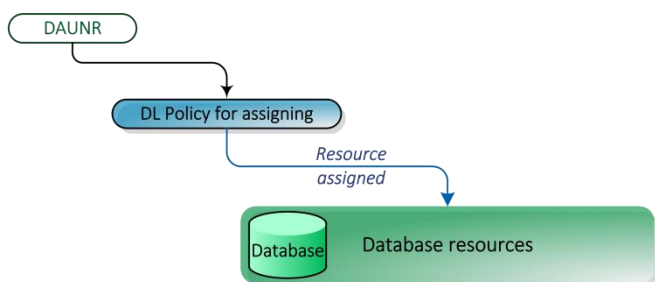 DAUNR
DL Policy for assigning
Resource
assigned
Database
Database resources